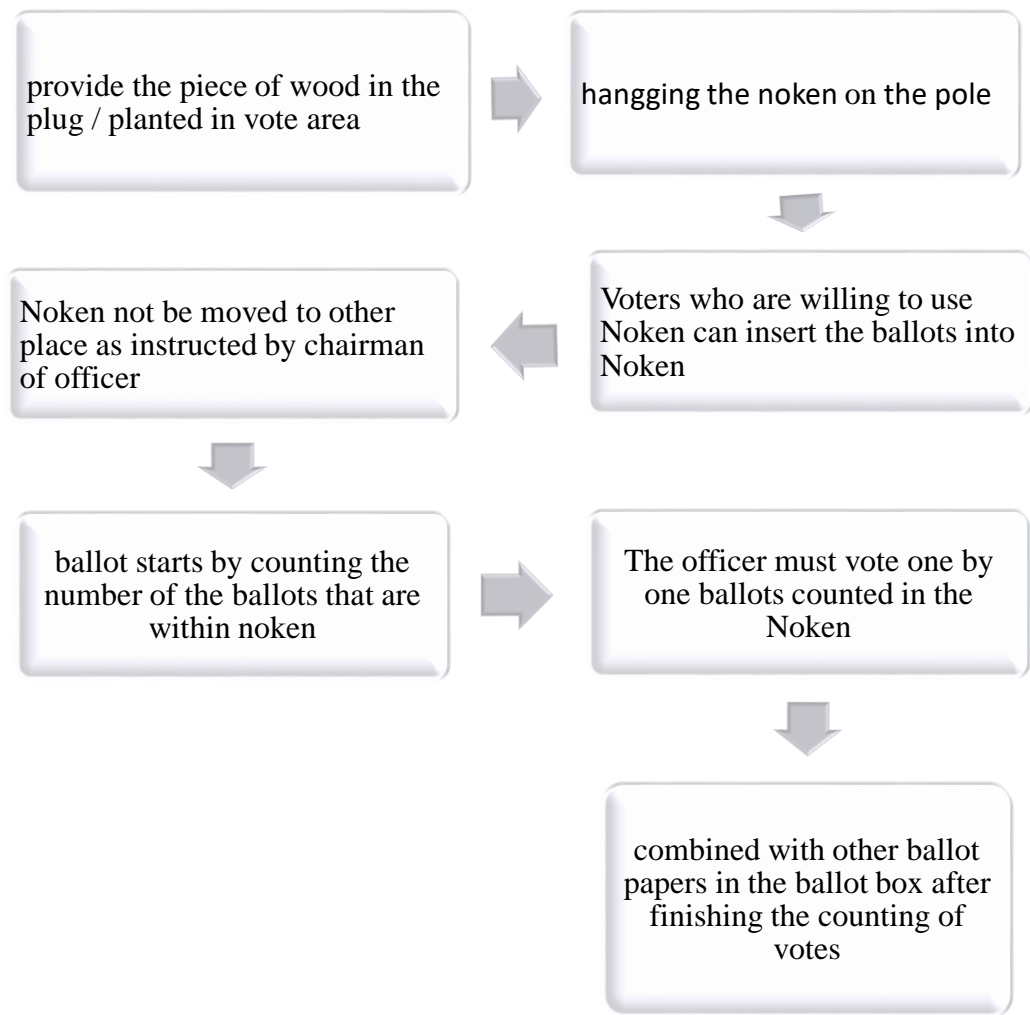 provide the piece of wood in the
plug / planted in vote area
hangging the noken on the pole
Voters who are willing to use
Noken can insert the ballots into
Noken
Noken not be moved to other
place as instructed by chairman
of officer
ballot starts by counting the
number of the ballots that are
within noken
The officer must vote one by
one ballots counted in the
Noken
combined with other ballot
papers in the ballot box after
finishing the counting of
votes